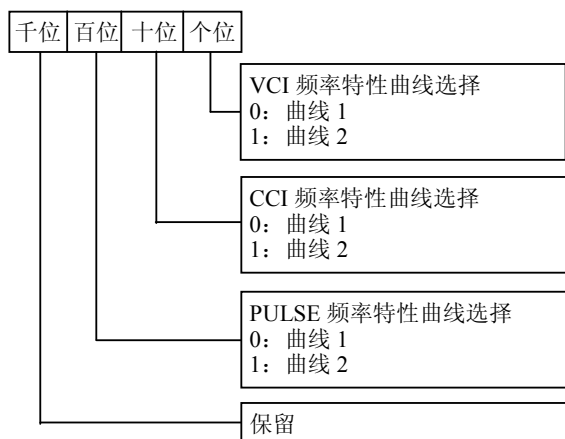 千位 百位 十位 个位
VCI 频率特性曲线选择
0：曲线 1
1：曲线 2
CCI 频率特性曲线选择
0：曲线 1
1：曲线 2
PULSE 频率特性曲线选择
0：曲线 1
1：曲线 2
保留